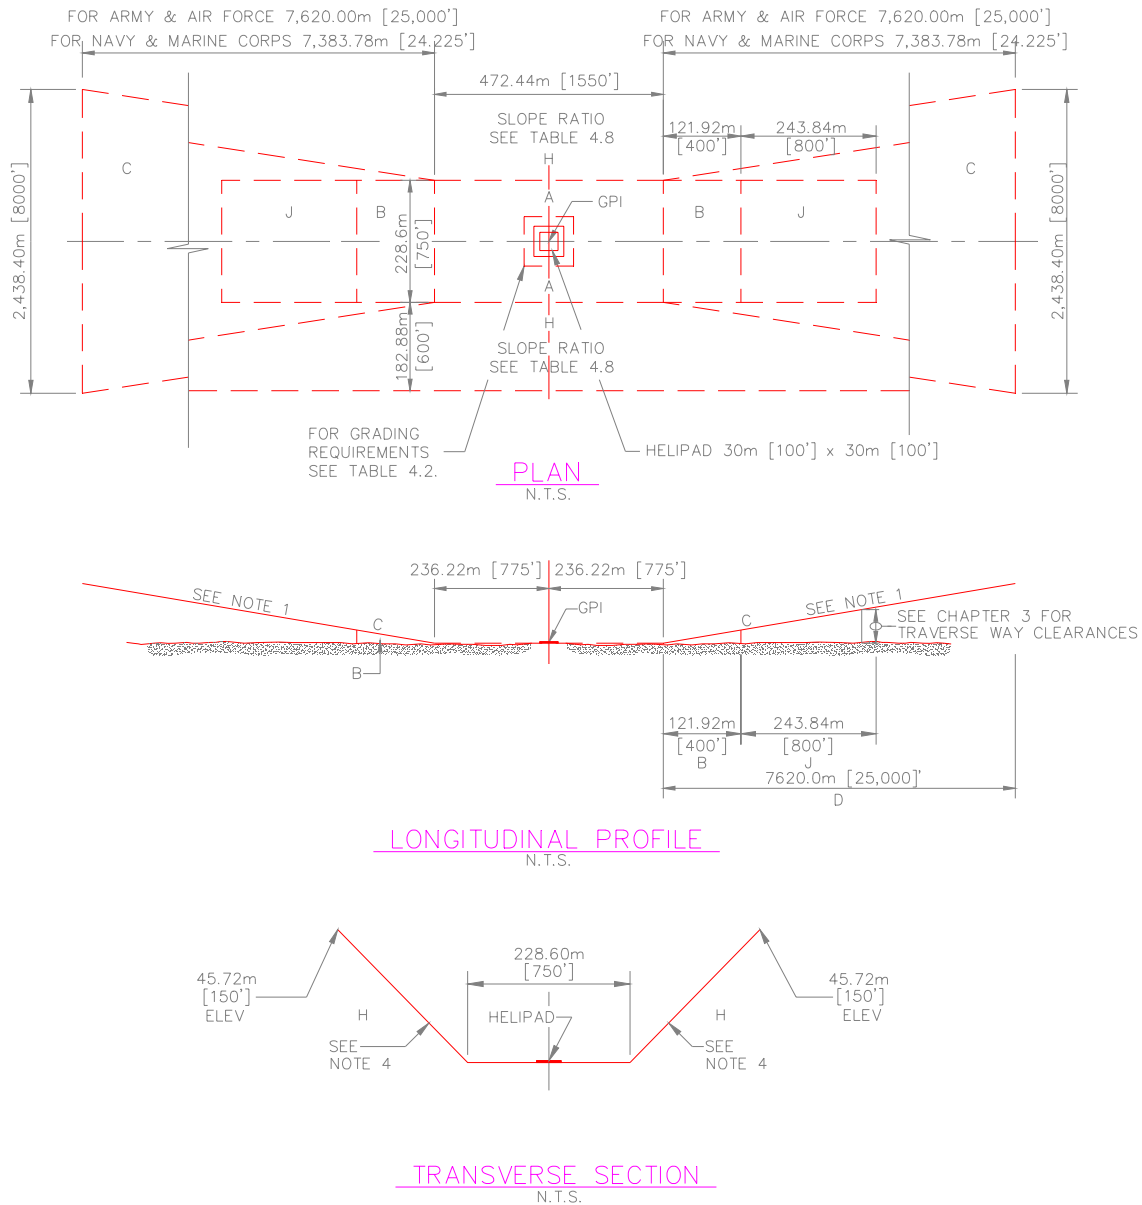 FOR ARMY & AIR FORCE 7,620.00m [25,000']
FOR NAVY & MARINE CORPS 7,383.78m [24.225']
FOR ARMY & AIR FORCE 7,620.00m [25,000']
FOR NAVY & MARINE CORPS 7,383.78m [24.225']
472.44m [1550']
SLOPE RATIO
SEE TABLE 4.8
121.92m
[400']
243.84m
[800']
H
A
GPI
C
J
B
B
J
C
2,438.40m [8000']
228.6m
[750']
2,438.40m [8000']
A
H
182.88m
[600']
SLOPE RATIO
SEE TABLE 4.8
FOR GRADING
REQUIREMENTS
SEE TABLE 4.2.
HELIPAD 30m [100'] x 30m [100']
PLAN
N.T.S.
236.22m [775']
236.22m [775']
SEE NOTE 1
SEE NOTE 1
C
GPI
C
SEE CHAPTER 3 FOR
TRAVERSE WAY CLEARANCES
B
121.92m
[400']
B
243.84m
[800']
J
7620.0m [25,000]'
D
LONGITUDINAL PROFILE
N.T.S.
228.60m
[750']
45.72m
[150']
ELEV
45.72m
[150']
ELEV
H
HELIPAD
H
SEE
NOTE 4
SEE
NOTE 4
TRANSVERSE SECTION
N.T.S.